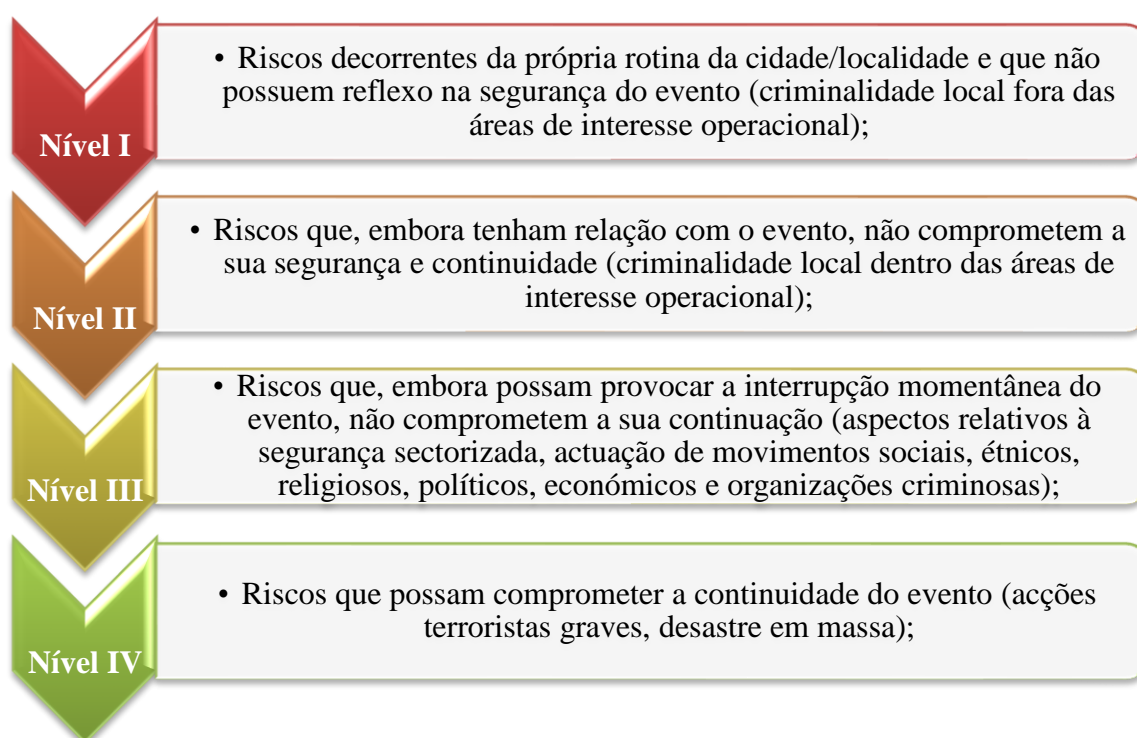 Nível I
• Riscos decorrentes da própria rotina da cidade/localidade e que não
possuem reflexo na segurança do evento (criminalidade local fora das
áreas de interesse operacional);
Nível II
• Riscos que, embora tenham relação com o evento, não comprometem a
sua segurança e continuidade (criminalidade local dentro das áreas de
interesse operacional);
Nível III
• Riscos que, embora possam provocar a interrupção momentânea do
evento, não comprometem a sua continuação (aspectos relativos à
segurança sectorizada, actuação de movimentos sociais, étnicos,
religiosos, políticos, económicos e organizações criminosas);
Nível IV
• Riscos que possam comprometer a continuidade do evento (acções
terroristas graves, desastre em massa);